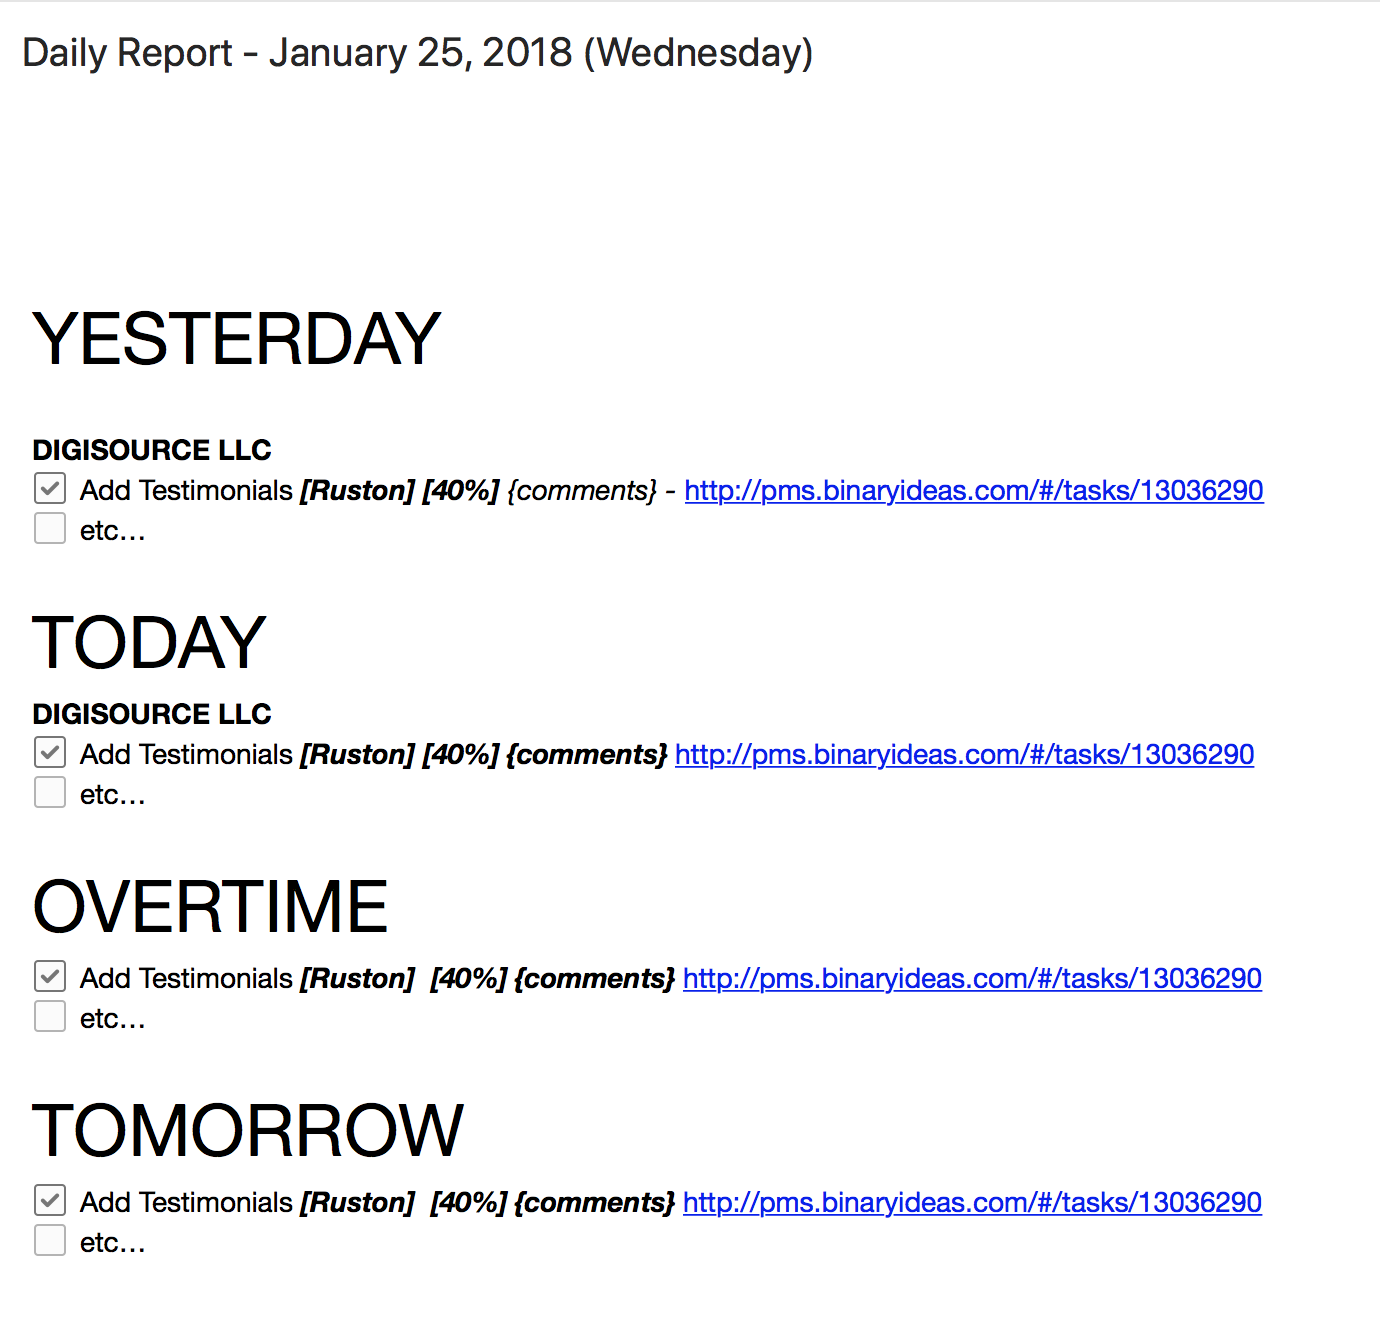 Daily Report - January 25, 2018 (Wednesday)
YESTERDAY
DIGISOURCE LLC
Add Testimonials [Ruston] [40%] {comments} - http://pms.binaryideas.com/#/tasks/13036290
etc...
TODAY
DIGISOURCE LLC
Add Testimonials [Ruston] [40%] {comments} http://pms.binaryideas.com/#/tasks/13036290
etc...
OVERTIME
Add Testimonials [Ruston]  [40%] {comments} http://pms.binaryideas.com/#/tasks/13036290
etc...
TOMORROW
Add Testimonials [Ruston]  [40%] {comments} http://pms.binaryideas.com/#/tasks/13036290
etc...